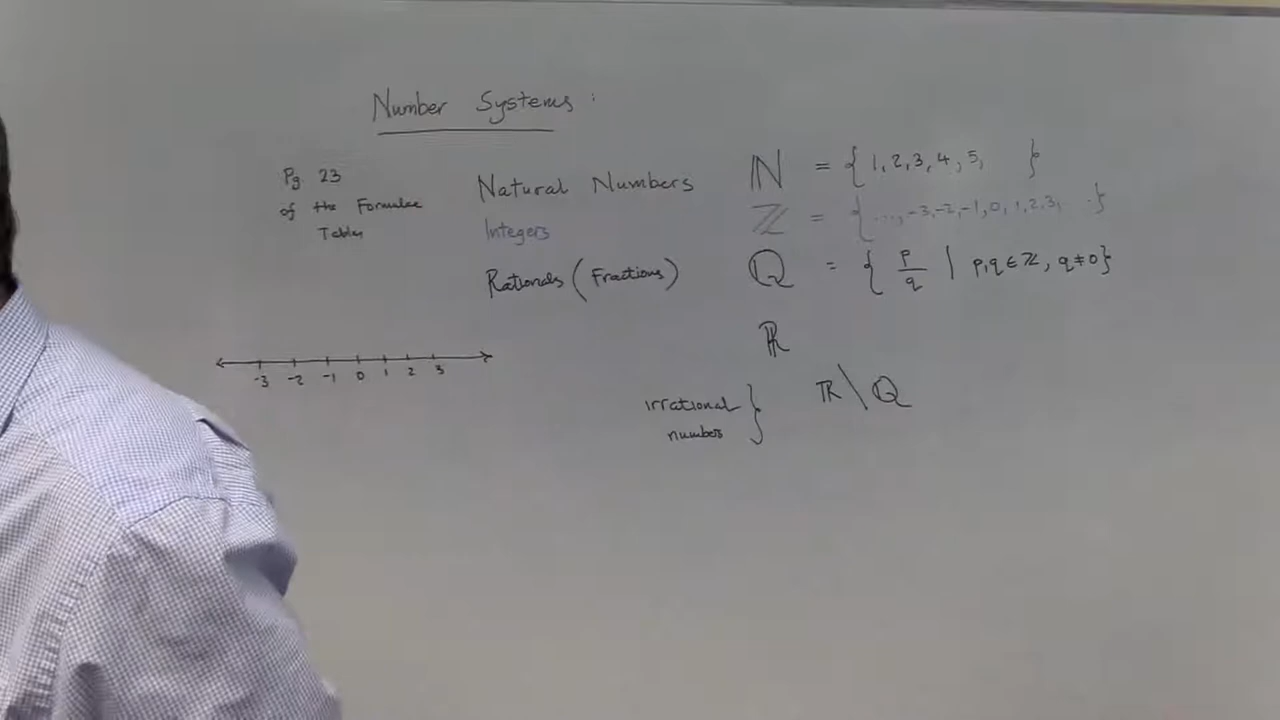 Number Systems :
Pg. 23
of the Formulae
Tables
Natural Numbers ℕ = { 1, 2, 3, 4, 5, }
Integers ℤ = { ..., -3, -2, -1, 0, 1, 2, 3, . . }
Rationals (Fractions) ℚ = { p/q | p, q ∈ ℤ, q ≠ 0 }
ℝ
-3 -2 -1 0 1 2 3
irrational
numbers } ℝ \ ℚ